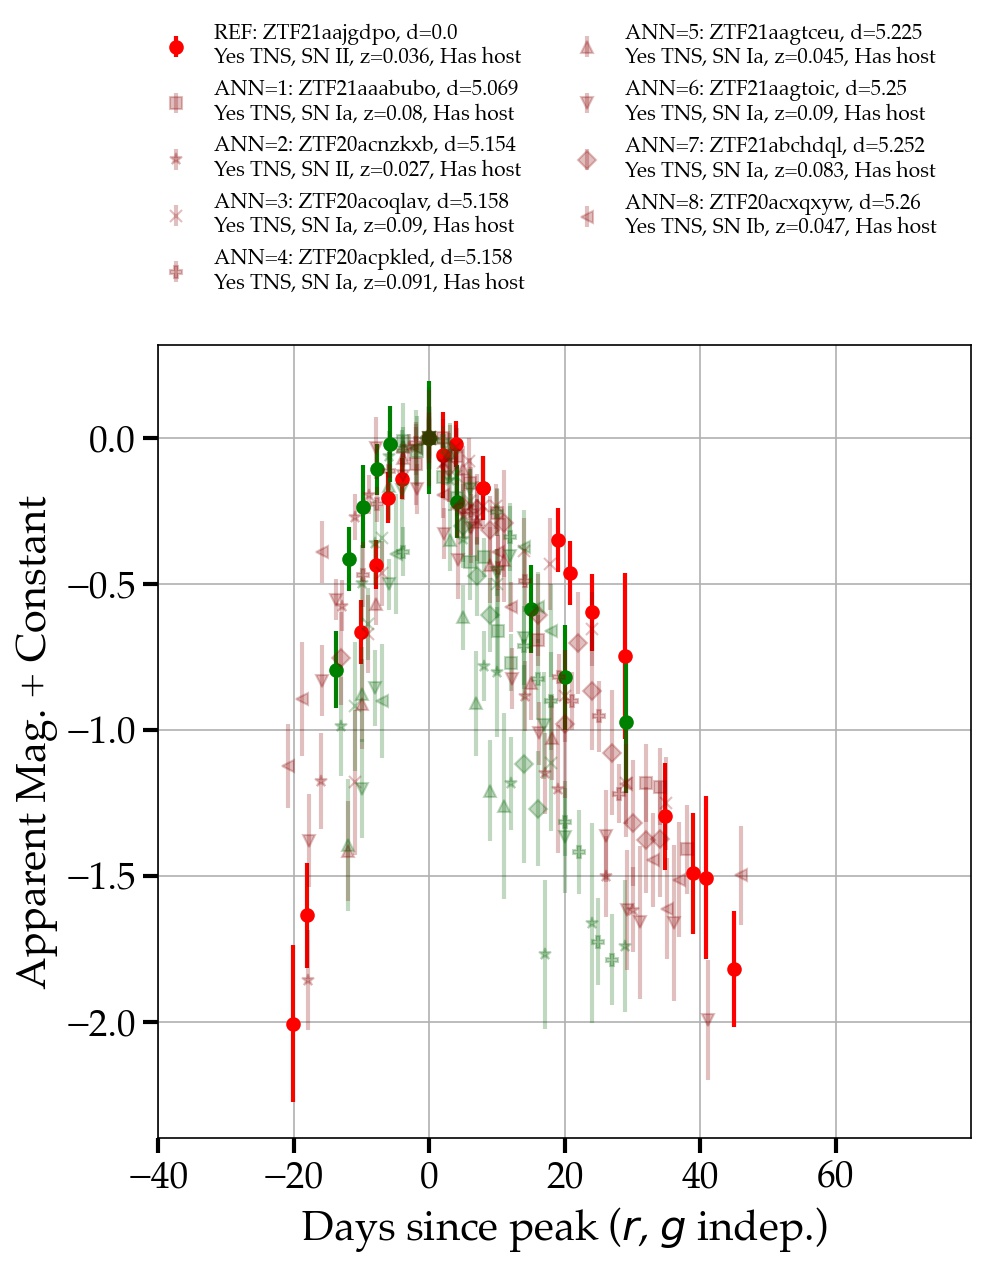 REF: ZTF21aajgdpo, d=0.0
Yes TNS, SN II, z=0.036, Has host
ANN=1: ZTF21aaabubo, d=5.069
Yes TNS, SN Ia, z=0.08, Has host
ANN=2: ZTF20acnzkxb, d=5.154
Yes TNS, SN II, z=0.027, Has host
ANN=3: ZTF20acoqlav, d=5.158
Yes TNS, SN Ia, z=0.09, Has host
ANN=4: ZTF20acpkled, d=5.158
Yes TNS, SN Ia, z=0.091, Has host
ANN=5: ZTF21aagtceu, d=5.225
Yes TNS, SN Ia, z=0.045, Has host
ANN=6: ZTF21aagtoic, d=5.25
Yes TNS, SN Ia, z=0.09, Has host
ANN=7: ZTF21abchdql, d=5.252
Yes TNS, SN Ia, z=0.083, Has host
ANN=8: ZTF20acxqxyw, d=5.26
Yes TNS, SN Ib, z=0.047, Has host
Apparent Mag. + Constant
0.0
−0.5
−1.0
−1.5
−2.0
−40 −20 0 20 40 60
Days since peak (r, g indep.)